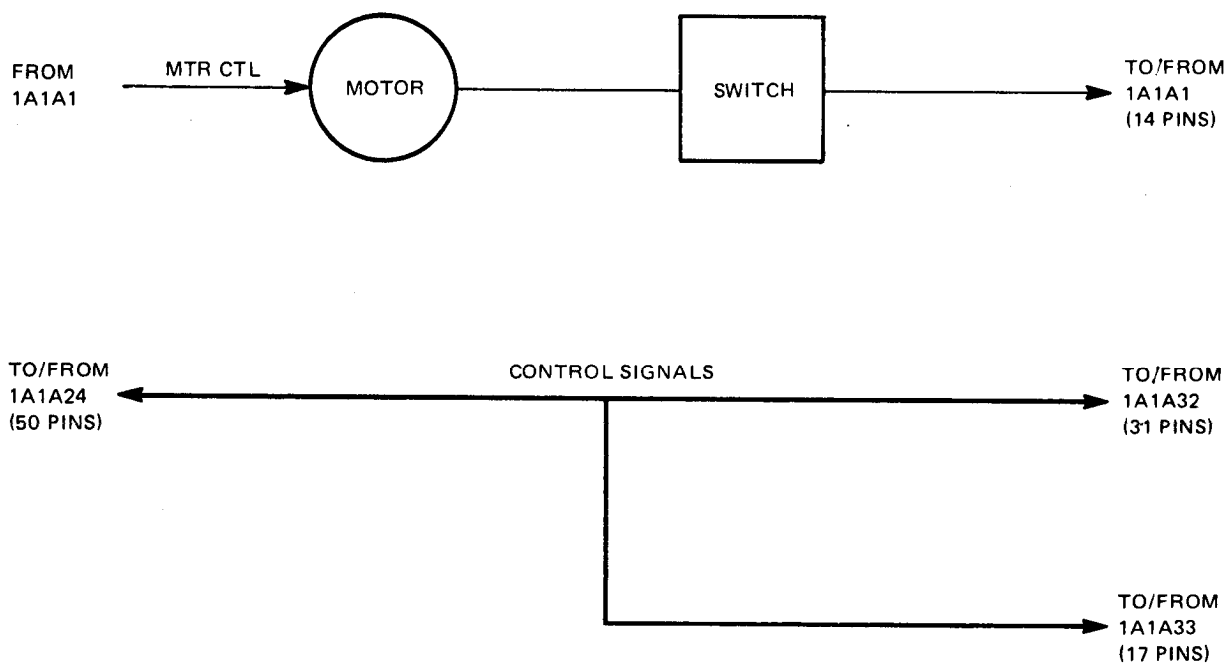 FROM
1A1A1
MTR CTL
MOTOR
SWITCH
TO/FROM
1A1A1
(14 PINS)
TO/FROM
1A1A24
(50 PINS)
CONTROL SIGNALS
TO/FROM
1A1A32
(31 PINS)
TO/FROM
1A1A33
(17 PINS)